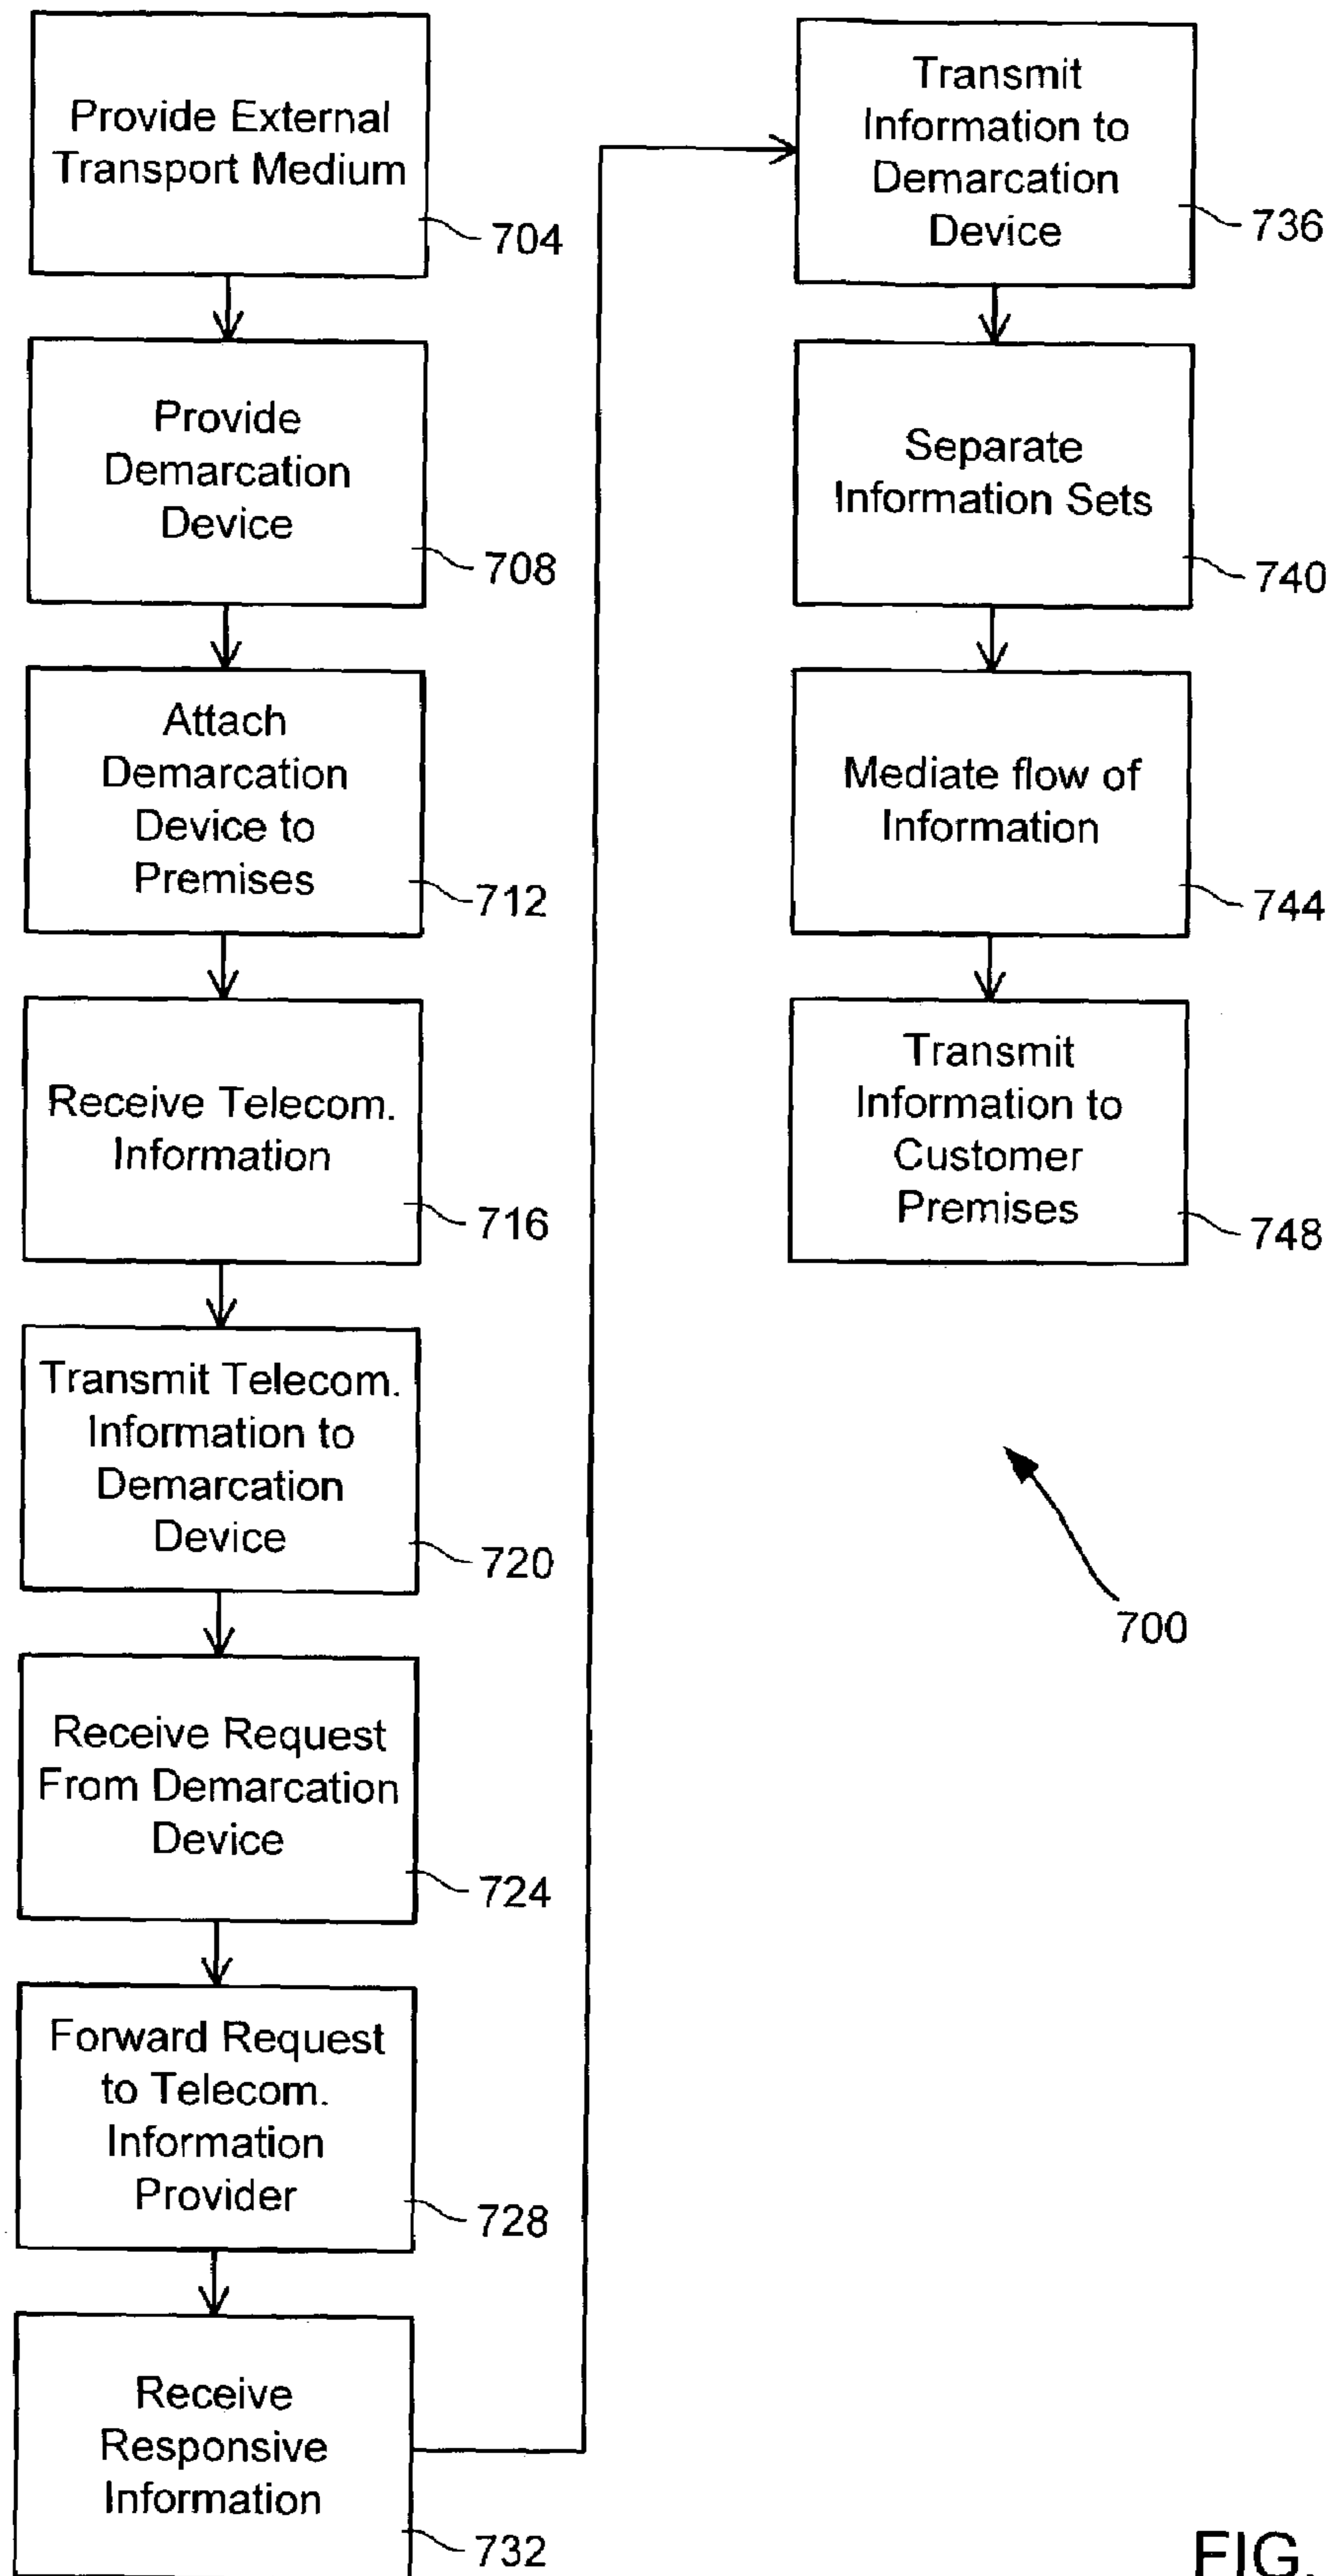 Provide External
Transport Medium
704
Provide
Demarcation
Device
708
Attach
Demarcation
Device to
Premises
712
Receive Telecom.
Information
716
Transmit Telecom.
Information to
Demarcation
Device
720
Receive Request
From Demarcation
Device
724
Forward Request
to Telecom.
Information
Provider
728
Receive
Responsive
Information
732
Transmit
Information to
Demarcation
Device
736
Separate
Information Sets
740
Mediate flow of
Information
744
Transmit
Information to
Customer
Premises
748
700
FIG.